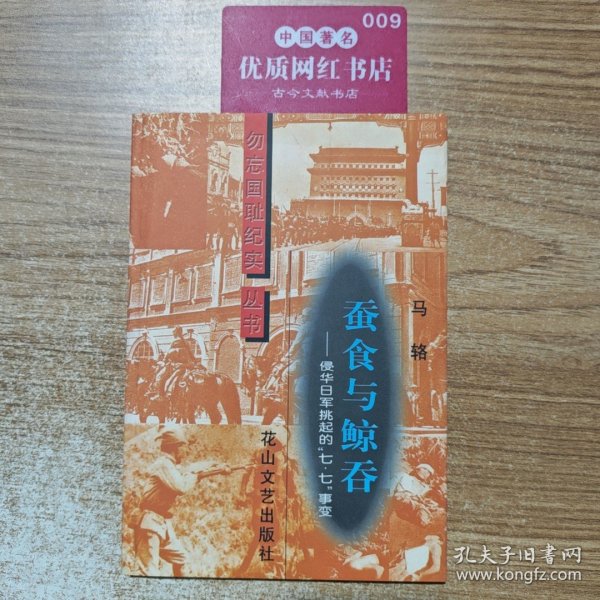 009
中国著名
优质网红书店
古今文献书店
勿忘国耻纪实丛书
蚕食与鲸吞
——侵华日军挑起的“七·七”事变
马辂
花山文艺出版社
孔夫子旧书网
www.kongfz.com